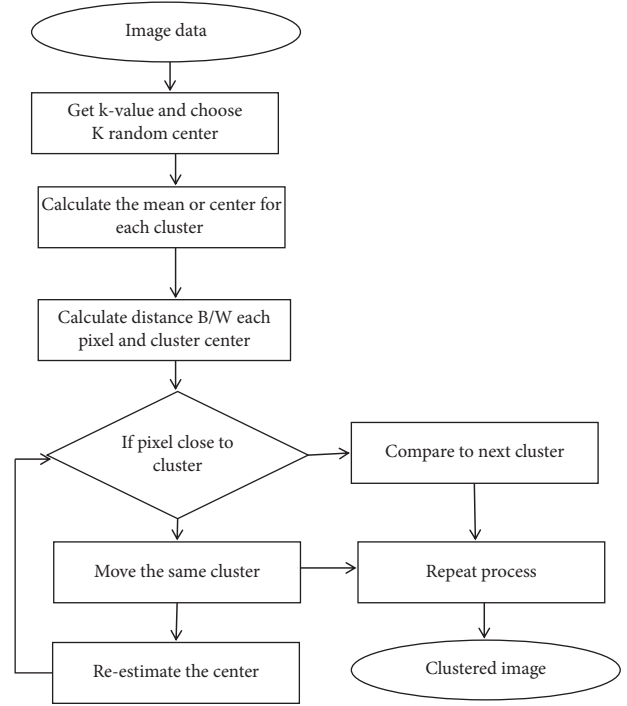 Image data
Get k-value and choose
K random center
Calculate the mean or center for
each cluster
Calculate distance B/W each
pixel and cluster center
If pixel close to
cluster
Compare to next cluster
Move the same cluster
Repeat process
Re-estimate the center
Clustered image